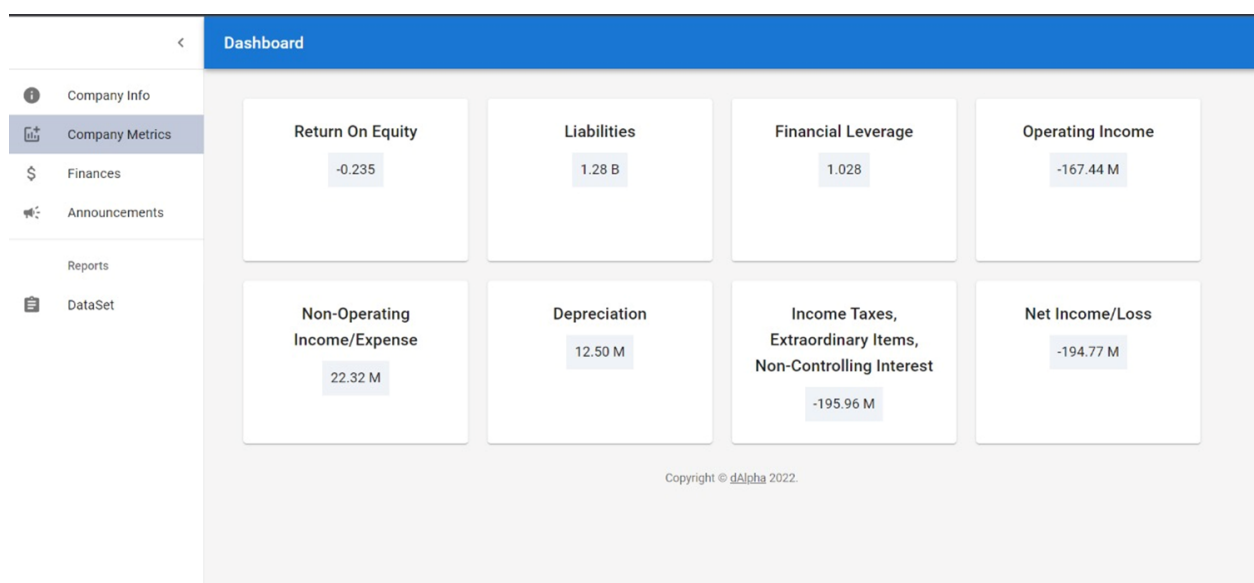 Dashboard
Company Info
Company Metrics
Finances
Announcements
Reports
DataSet
Return On Equity
-0.235
Liabilities
1.28 B
Financial Leverage
1.028
Operating Income
-167.44 M
Non-Operating
Income/Expense
22.32 M
Depreciation
12.50 M
Income Taxes,
Extraordinary Items,
Non-Controlling Interest
-195.96 M
Net Income/Loss
-194.77 M
Copyright © dAlpha 2022.